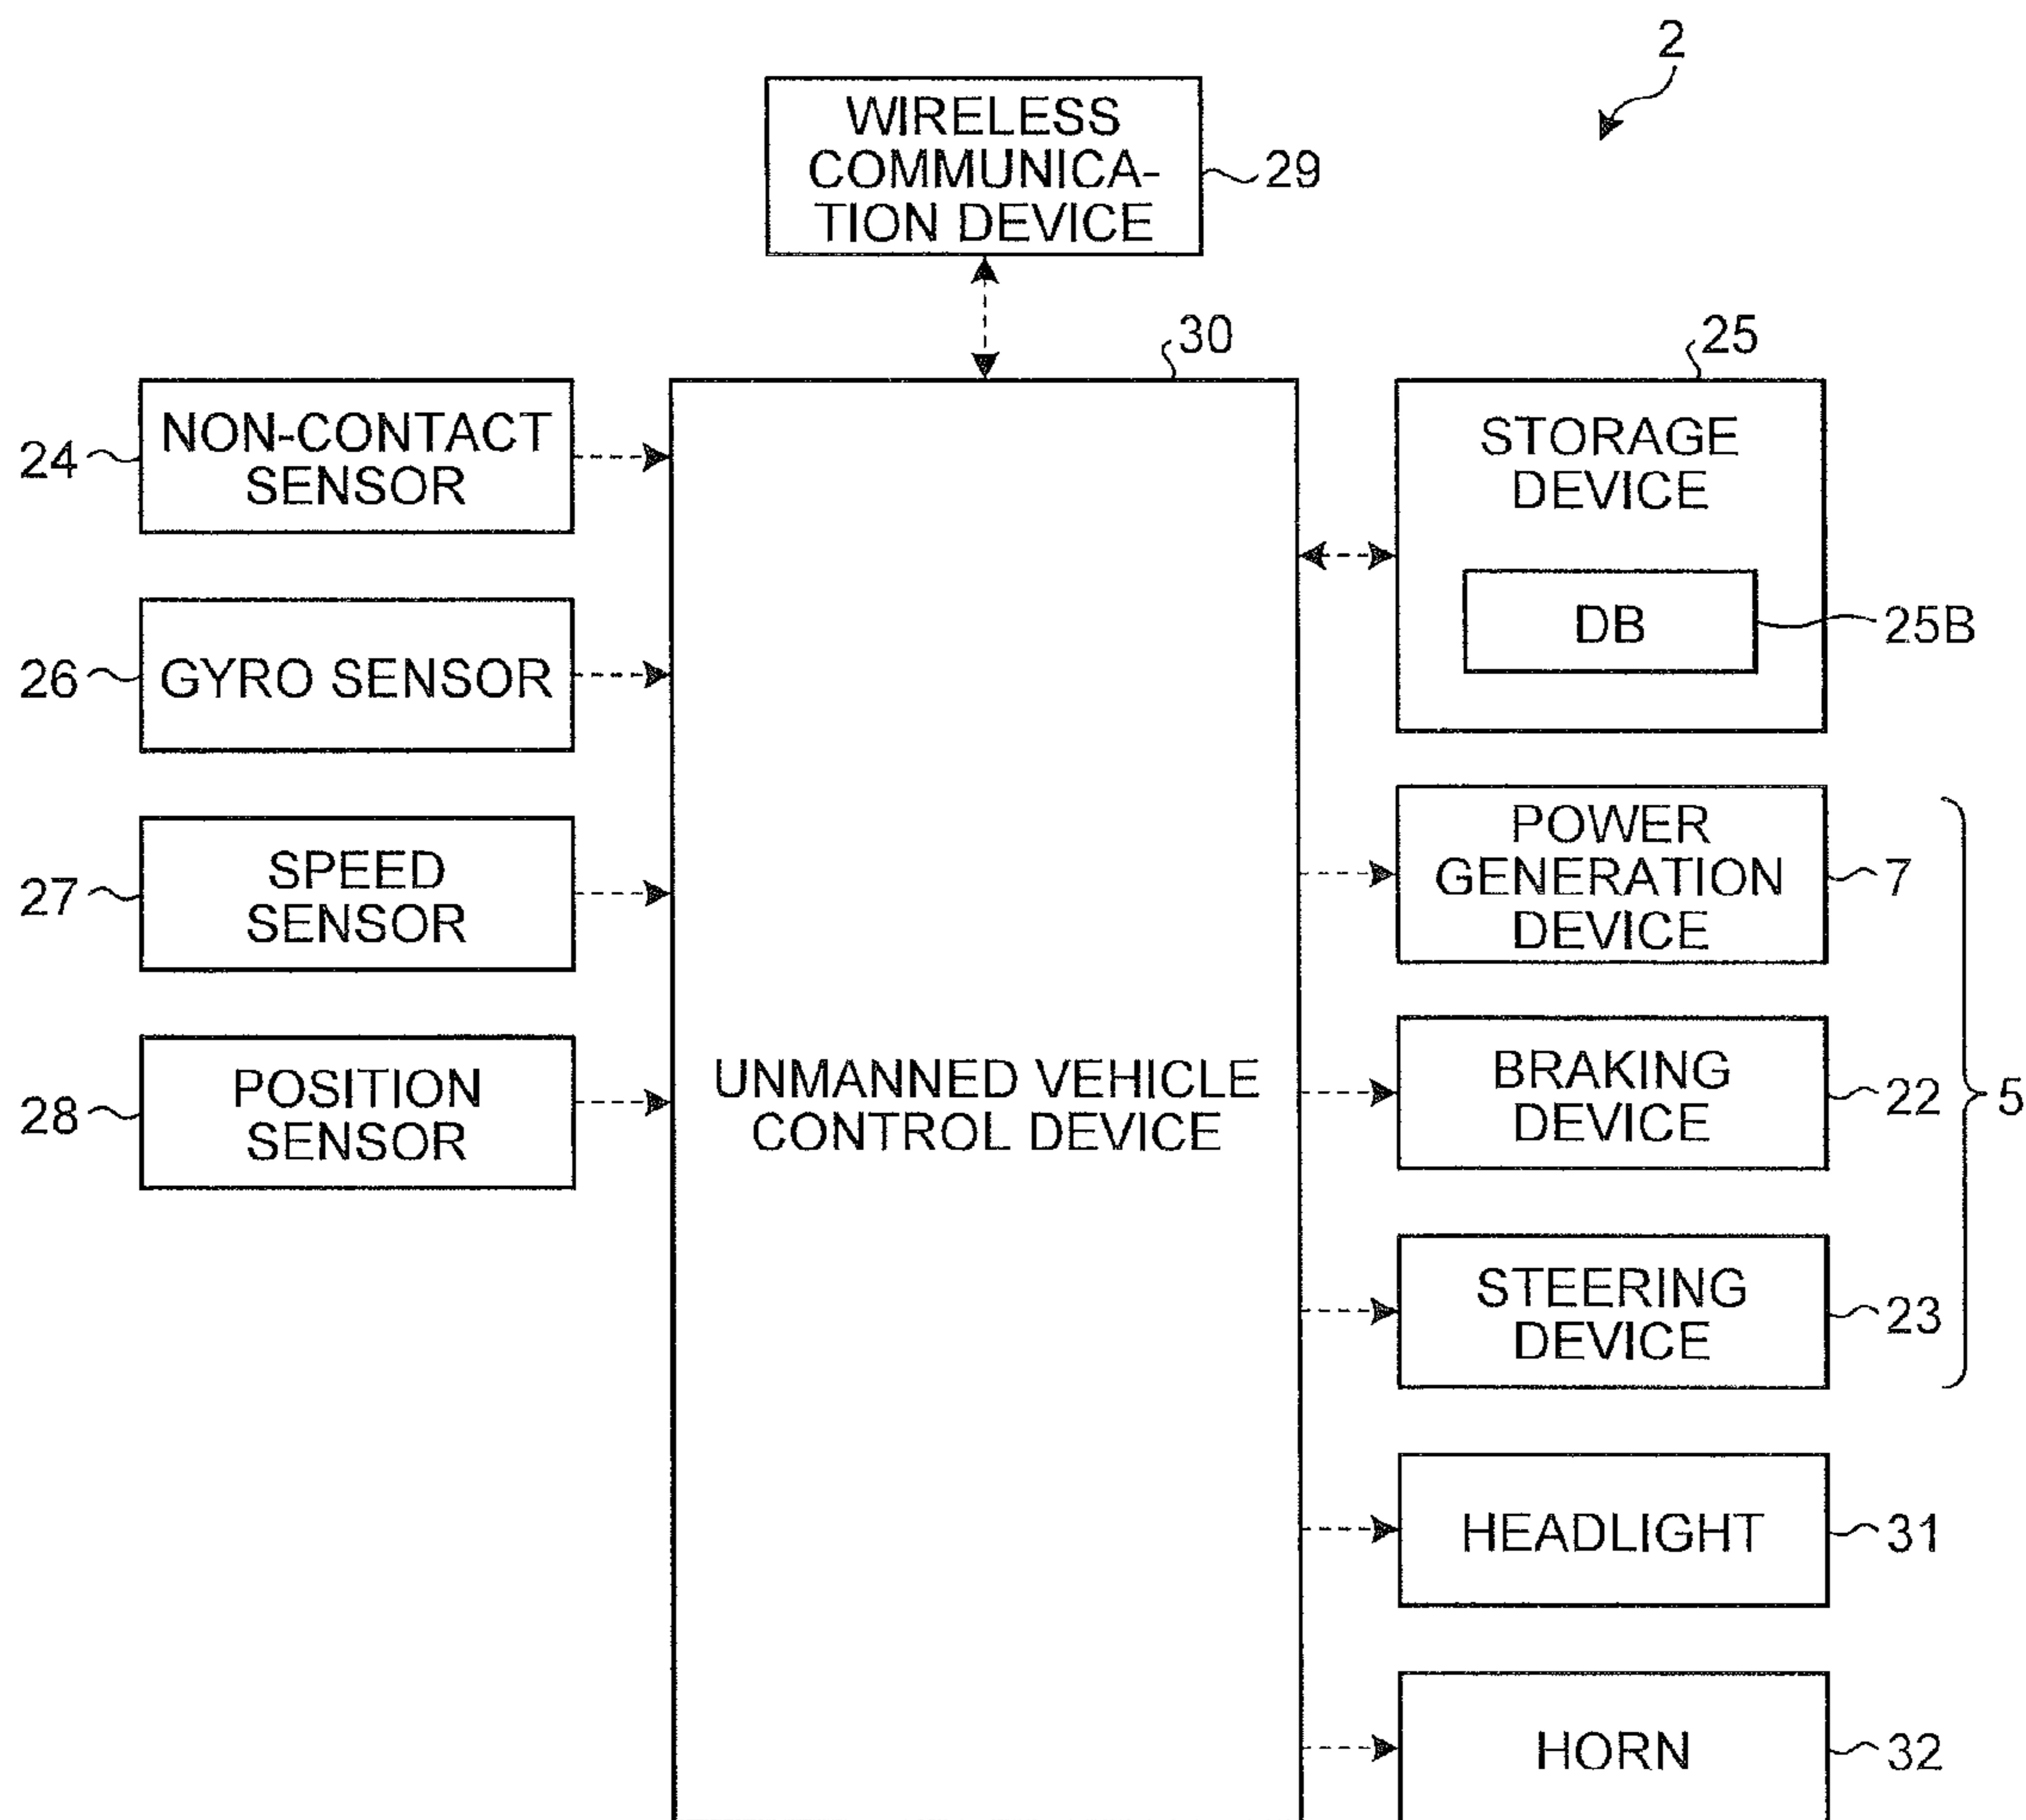 2
WIRELESS
COMMUNICA-
TION DEVICE
29
30
25
24
NON-CONTACT
SENSOR
STORAGE
DEVICE
DB
25B
26
GYRO SENSOR
27
SPEED
SENSOR
POWER
GENERATION
DEVICE
7
28
POSITION
SENSOR
UNMANNED VEHICLE
CONTROL DEVICE
BRAKING
DEVICE
22
5
STEERING
DEVICE
23
HEADLIGHT
31
HORN
32